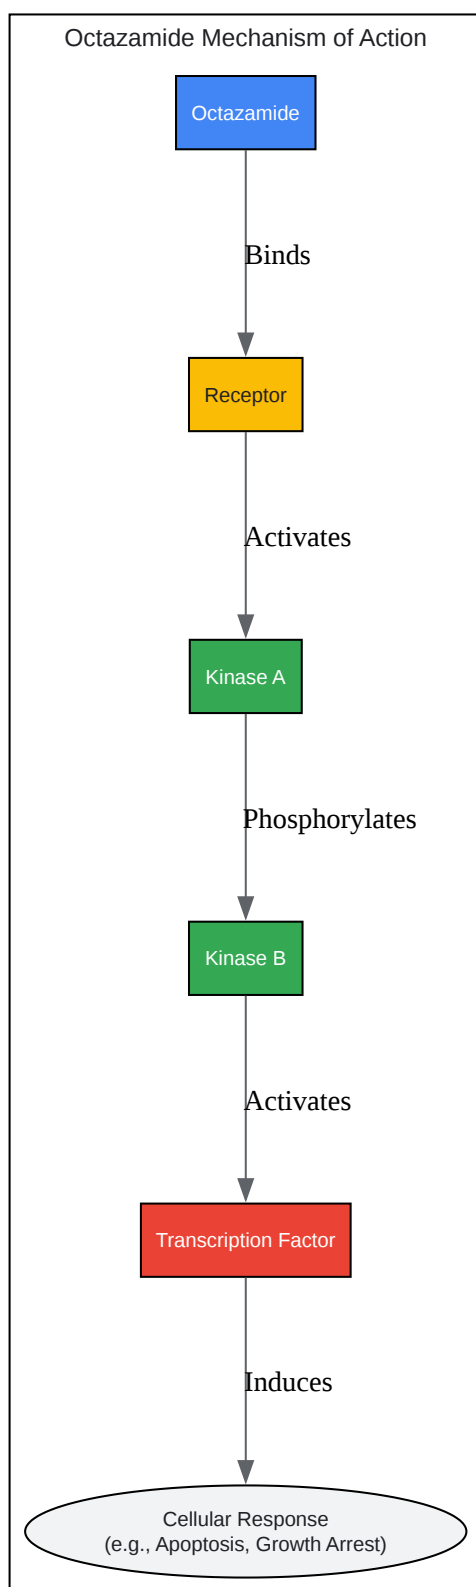 Octazamide Mechanism of Action
Octazamide
Binds
Receptor
Activates
Kinase A
Phosphorylates
Kinase B
Activates
Transcription Factor
Induces
Cellular Response
(e.g., Apoptosis, Growth Arrest)